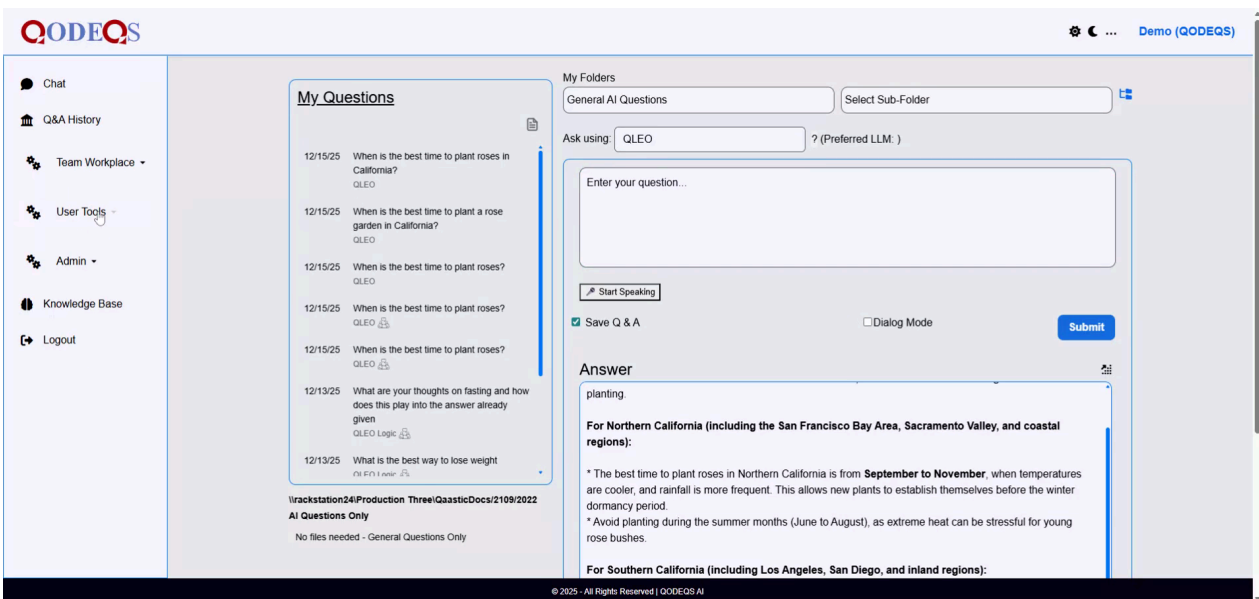 QODEQS
Demo (QODEQS)
Chat
Q&A History
Team Workplace
User Tools
Admin
Knowledge Base
Logout
My Questions
12/15/25 When is the best time to plant roses in
California?
QLEO
12/15/25 When is the best time to plant a rose
garden in California?
QLEO
12/15/25 When is the best time to plant roses?
QLEO
12/15/25 When is the best time to plant roses?
QLEO
12/15/25 When is the best time to plant roses?
QLEO
12/13/25 What are your thoughts on fasting and how
does this play into the answer already
given
QLEO Logic
12/13/25 What is the best way to lose weight
QLEO Logic
\\rackstation24\Production Three\QaasticDocs/2109/2022
AI Questions Only
No files needed - General Questions Only
My Folders
General AI Questions
Select Sub-Folder
Ask using: QLEO ? (Preferred LLM: )
Enter your question...
Start Speaking
Save Q & A
Dialog Mode
Submit
Answer
planting.
For Northern California (including the San Francisco Bay Area, Sacramento Valley, and coastal
regions):
* The best time to plant roses in Northern California is from September to November, when temperatures
are cooler, and rainfall is more frequent. This allows new plants to establish themselves before the winter
dormancy period.
* Avoid planting during the summer months (June to August), as extreme heat can be stressful for young
rose bushes.
For Southern California (including Los Angeles, San Diego, and inland regions):
© 2025 - All Rights Reserved | QODEQS AI